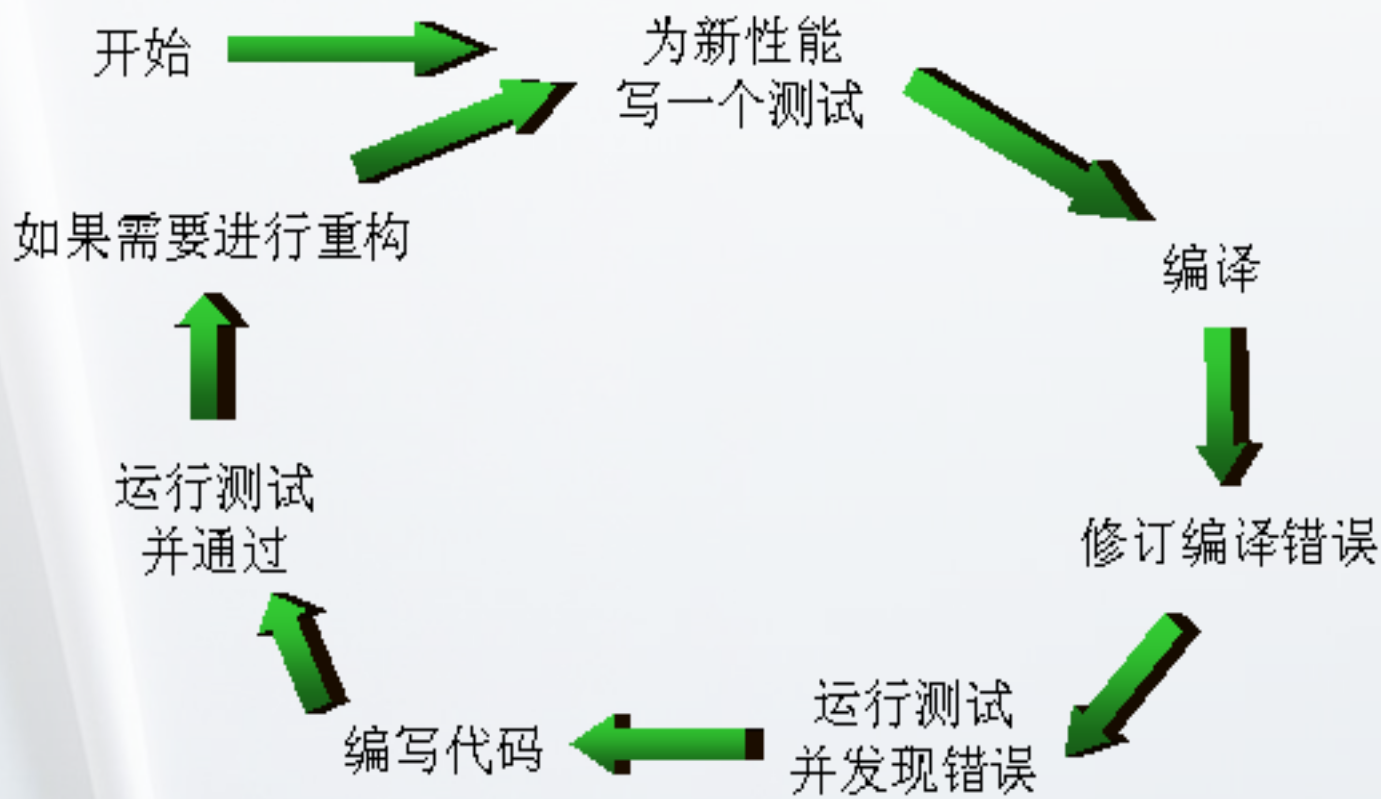 开始
为新性能
写一个测试
编译
修订编译错误
运行测试
并发现错误
编写代码
运行测试
并通过
如果需要进行重构